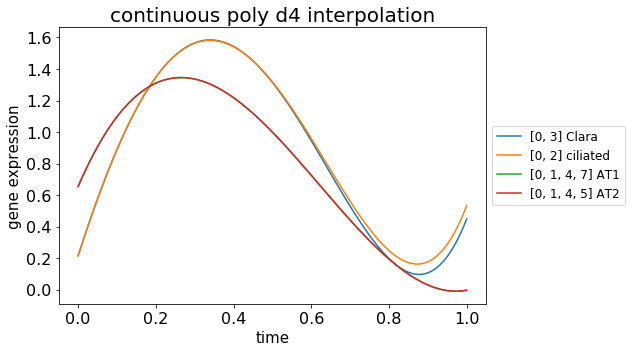 continuous poly d4 interpolation
gene expression
1.6
1.4
1.2
1.0
0.8
0.6
0.4
0.2
0.0
0.0 0.2 0.4 0.6 0.8 1.0
time
[0, 3] Clara
[0, 2] ciliated
[0, 1, 4, 7] AT1
[0, 1, 4, 5] AT2